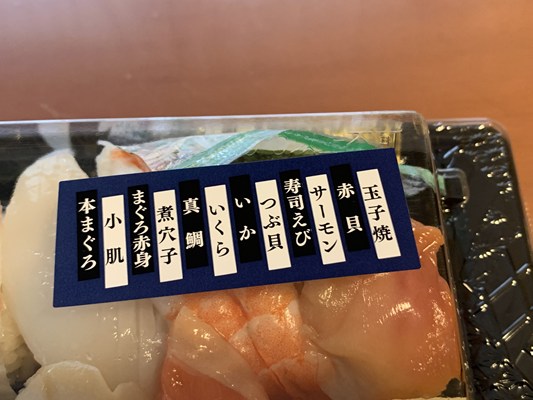 玉子焼
赤貝
サーモン
寿司えび
つぶ貝
いか
いくら
真鯛
煮穴子
まぐろ赤身
小肌
本まぐろ